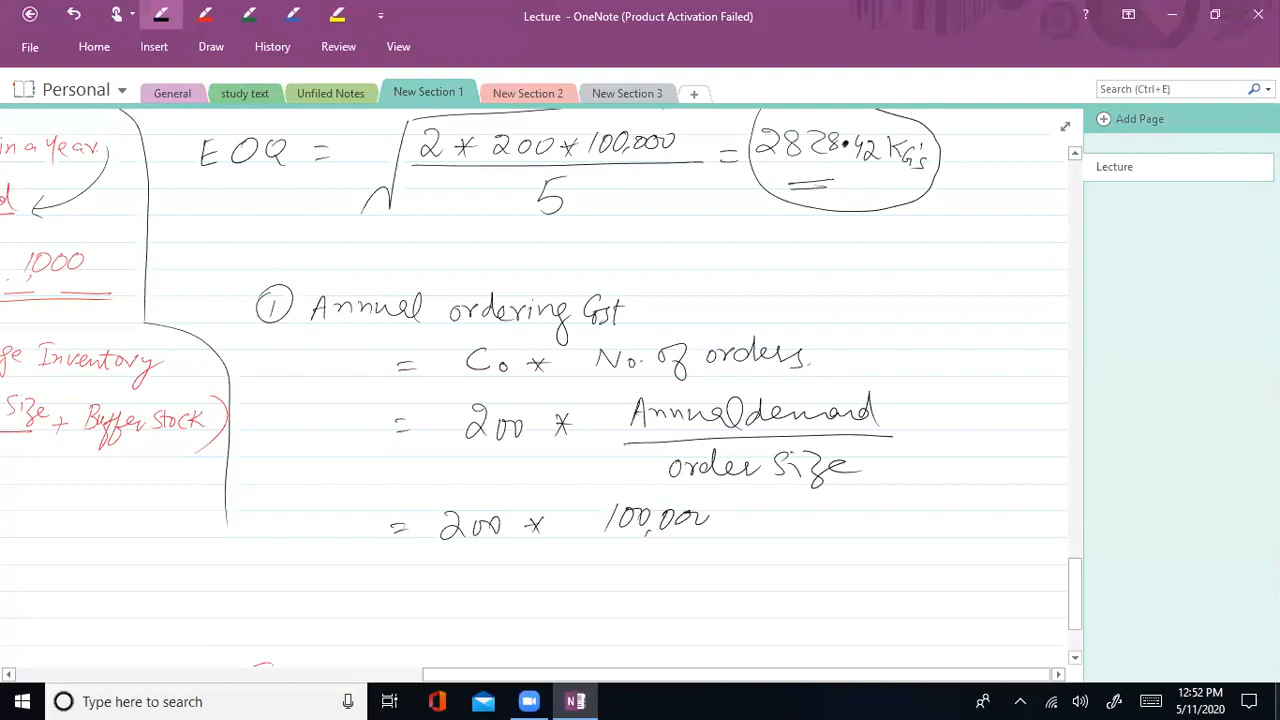 Lecture - OneNote (Product Activation Failed)
File Home Insert Draw History Review View
Personal General study text Unfiled Notes New Section 1 New Section 2 New Section 3 Search (Ctrl+E)
Add Page
Lecture
EOQ = √ 2 * 200 * 100,000 / 5 = 2828.42 KG's
in a year
d
1,000
① Annual ordering Cost
= Co * No. of orders.
= 200 * Annual demand
order Size
= 200 * 100,000
ge Inventory
Size + Buffer stock)
Type here to search
12:52 PM
5/11/2020